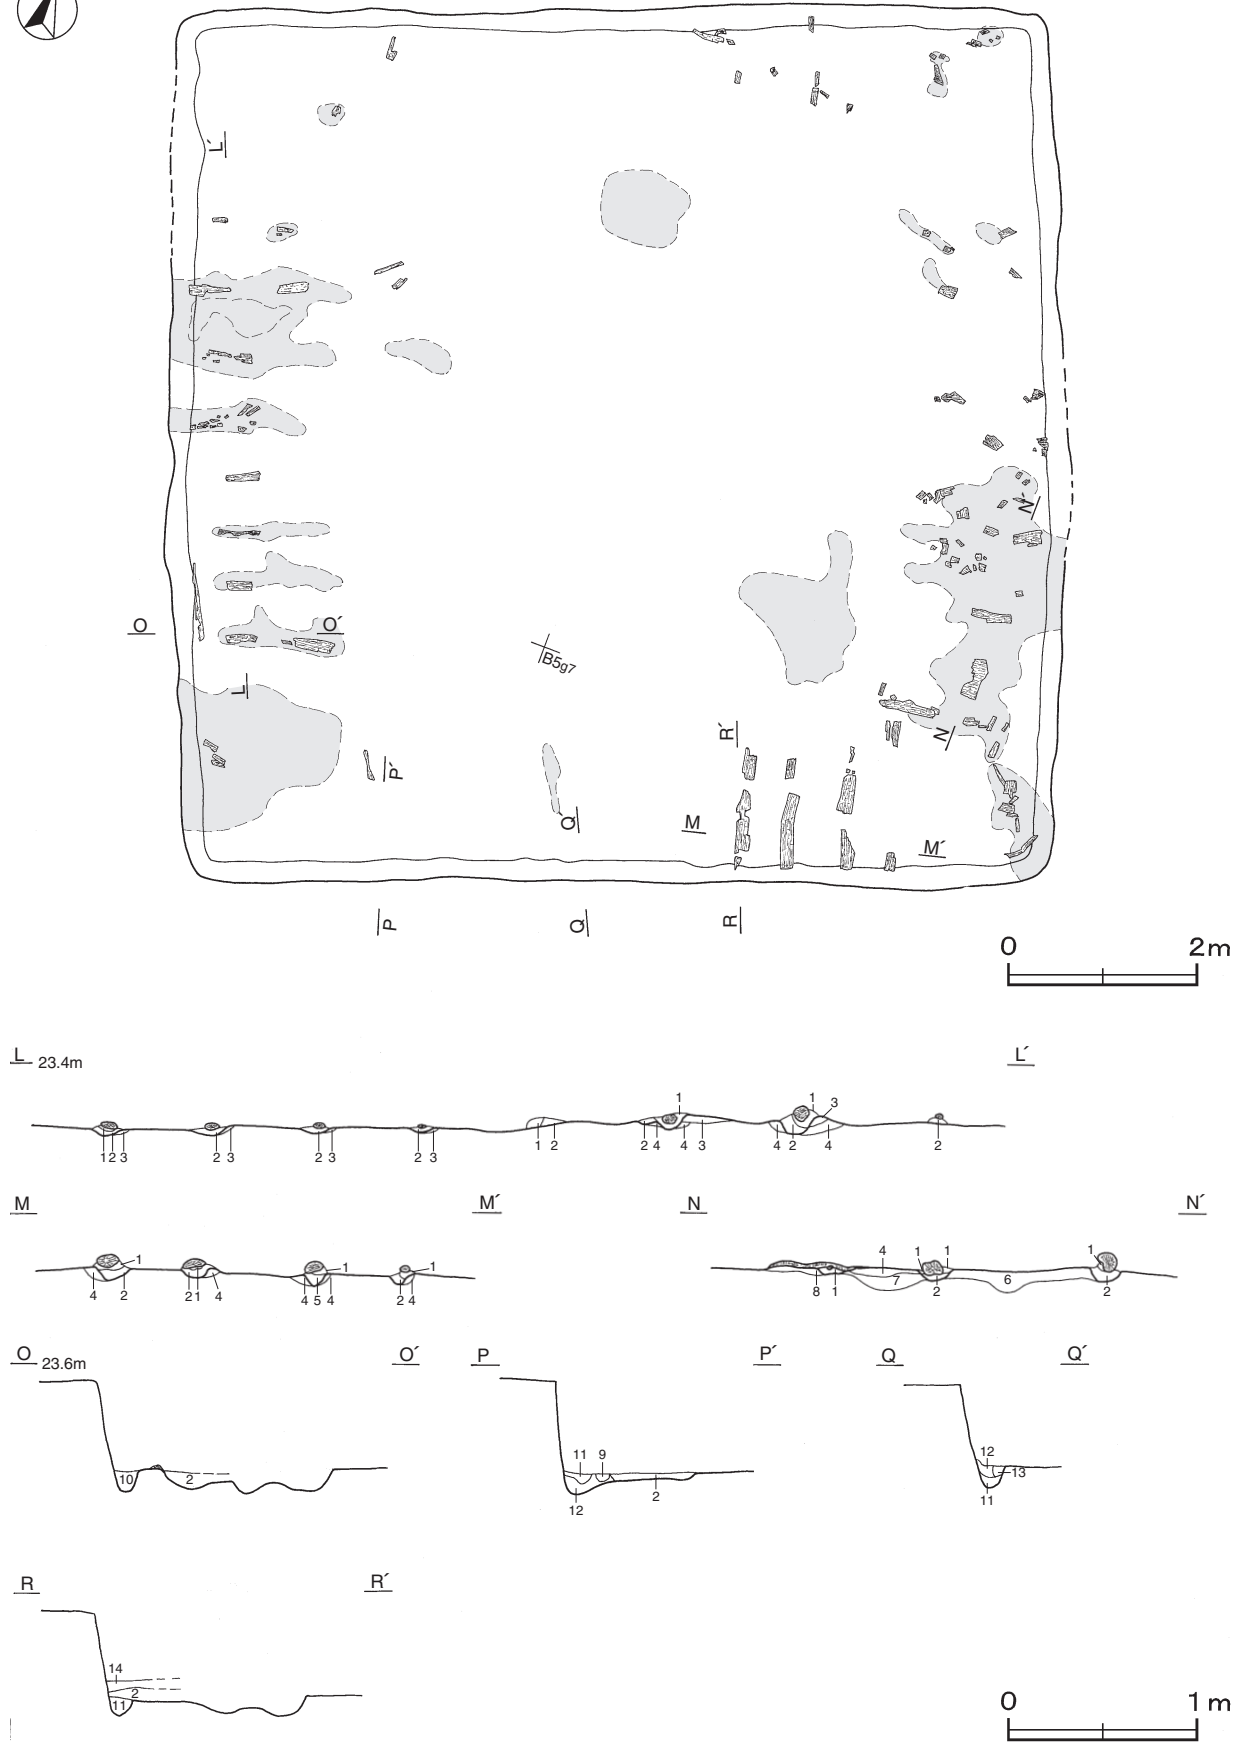 L´
O O´
B5g7
L
N´
N
R´
P´
Q´
M M´
P Q R
0 2m
L 23.4m L´
1 1 3
1 2 3 2 3 2 3 2 3 1 2 2 4 4 3 4 2 4 2
M M´ N N´
1 1 4 1 1 1
4 2 2 1 4 4 5 4 2 4 8 1 7 2 6 2
O 23.6m O´ P P´ Q Q´
10 2 11 9 12 13
12 2 11
R R´
14
2
11
0 1m